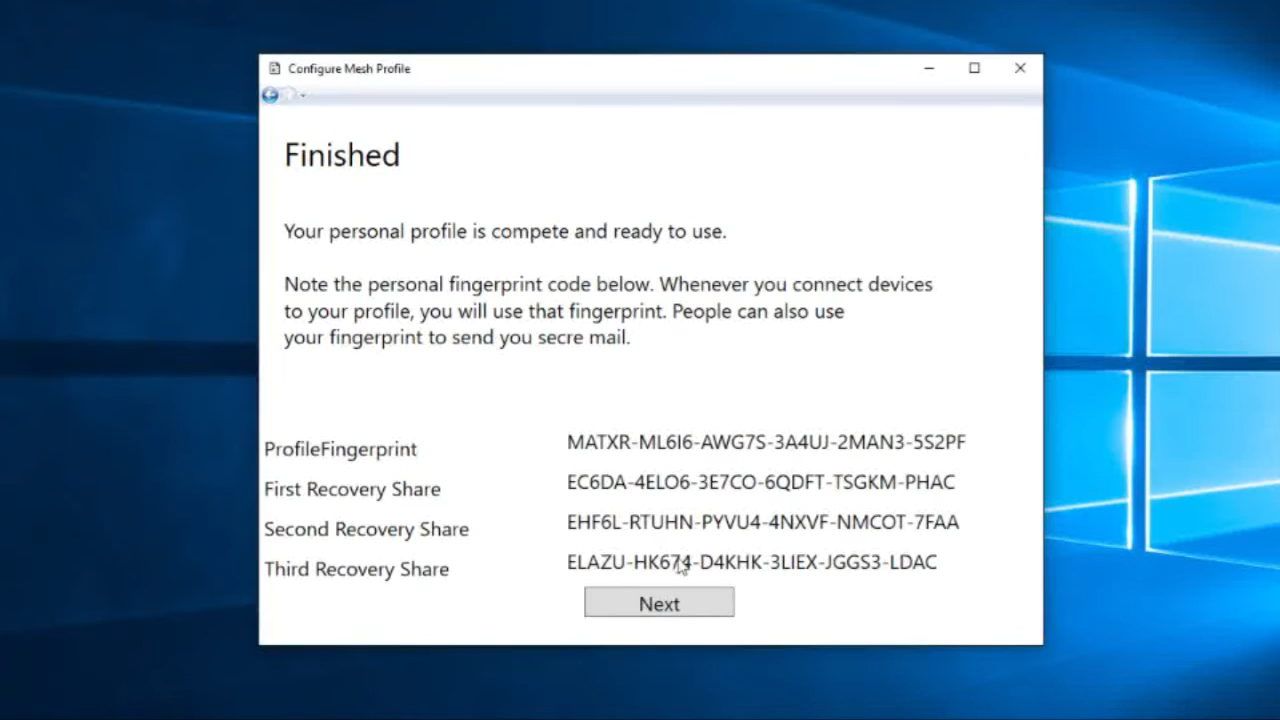 Configure Mesh Profile
Finished
Your personal profile is compete and ready to use.
Note the personal fingerprint code below. Whenever you connect devices
to your profile, you will use that fingerprint. People can also use
your fingerprint to send you secre mail.
ProfileFingerprint MATXR-ML6I6-AWG7S-3A4UJ-2MAN3-5S2PF
First Recovery Share EC6DA-4ELO6-3E7CO-6QDFT-TSGKM-PHAC
Second Recovery Share EHF6L-RTUHN-PYVU4-4NXVF-NMCOT-7FAA
Third Recovery Share ELAZU-HK674-D4KHK-3LIEX-JGGS3-LDAC
Next